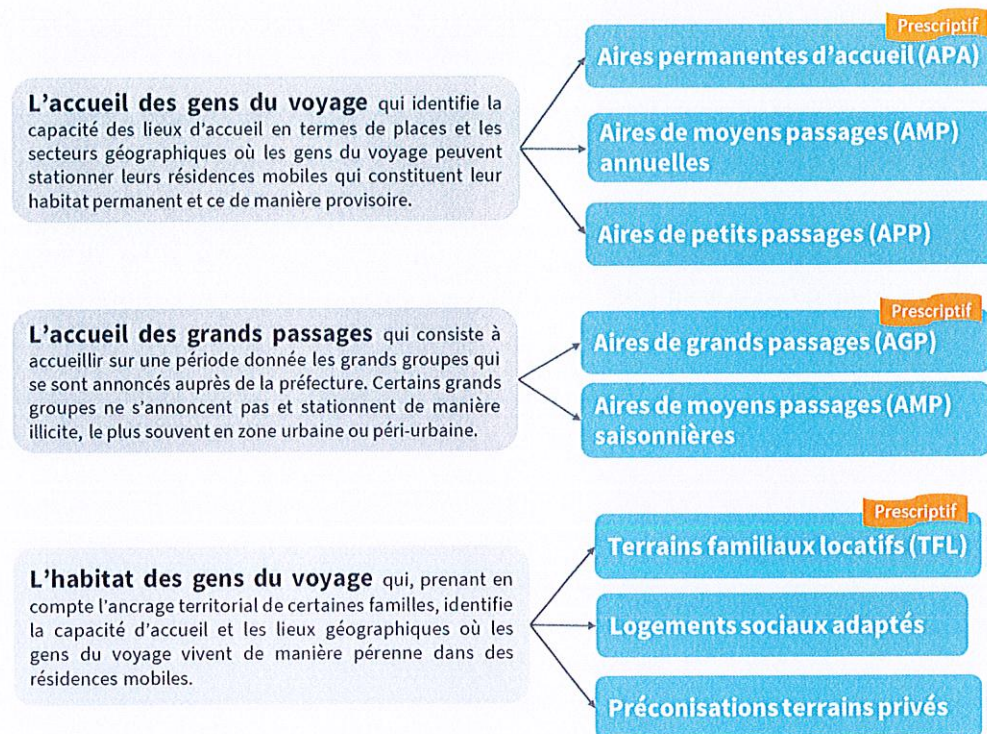 L'accueil des gens du voyage qui identifie la
capacité des lieux d'accueil en termes de places et les
secteurs géographiques où les gens du voyage peuvent
stationner leurs résidences mobiles qui constituent leur
habitat permanent et ce de manière provisoire.
Prescriptif
Aires permanentes d'accueil (APA)
Aires de moyens passages (AMP)
annuelles
Aires de petits passages (APP)
L'accueil des grands passages qui consiste à
accueillir sur une période donnée les grands groupes qui
se sont annoncés auprès de la préfecture. Certains grands
groupes ne s'annoncent pas et stationnent de manière
illicite, le plus souvent en zone urbaine ou péri-urbaine.
Prescriptif
Aires de grands passages (AGP)
Aires de moyens passages (AMP)
saisonnières
L'habitat des gens du voyage qui, prenant en
compte l'ancrage territorial de certaines familles, identifie
la capacité d'accueil et les lieux géographiques où les
gens du voyage vivent de manière pérenne dans des
résidences mobiles.
Prescriptif
Terrains familiaux locatifs (TFL)
Logements sociaux adaptés
Préconisations terrains privés